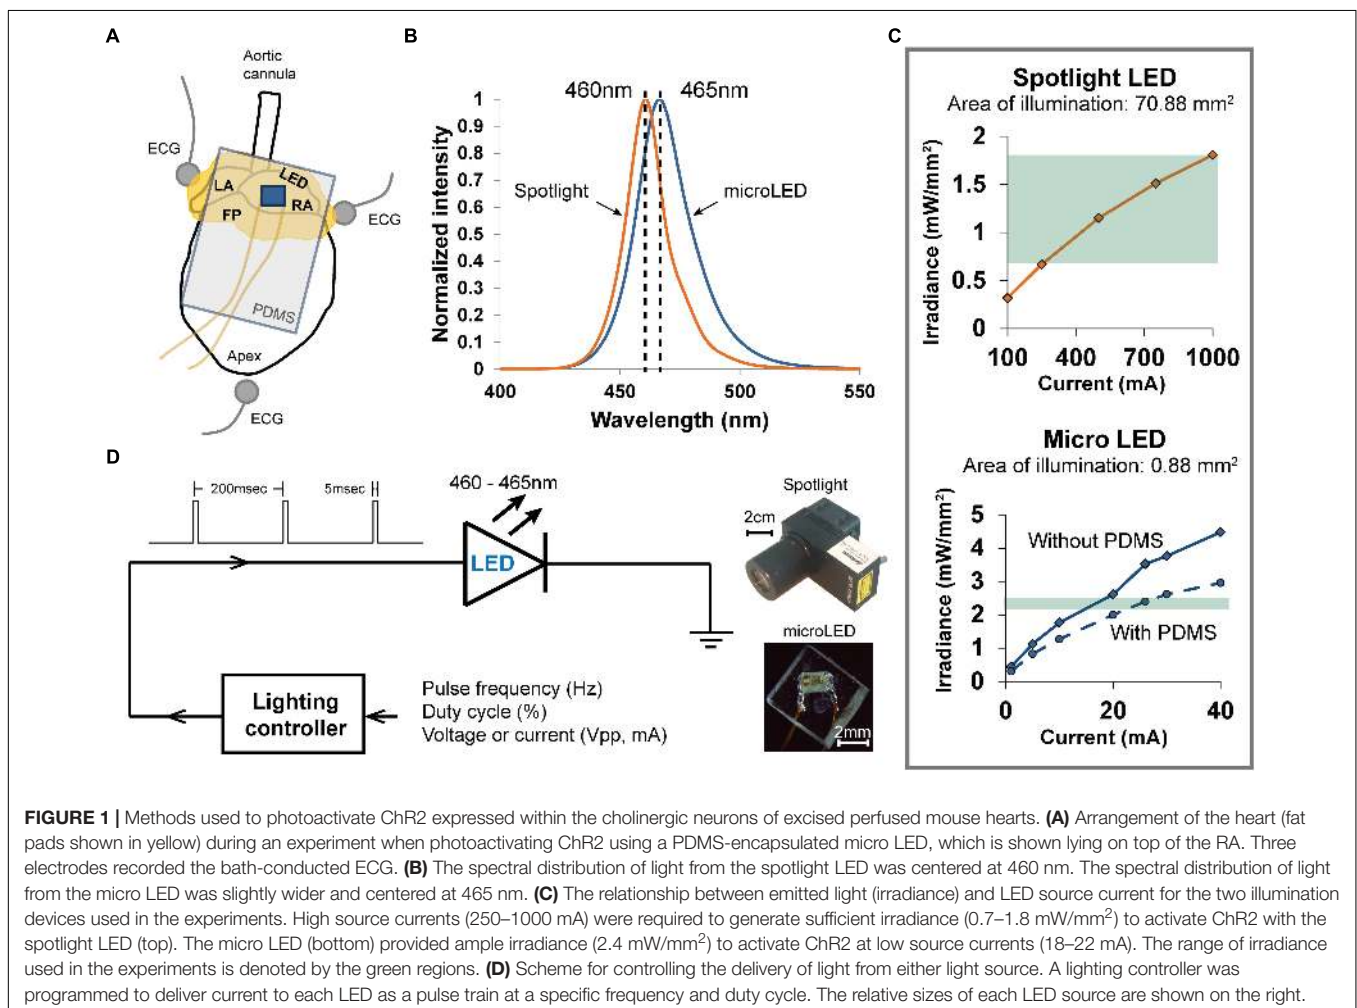 A
Aortic
cannula
ECG
LA
LED
FP
RA
ECG
PDMS
Apex
ECG
B
460nm
465nm
1
0.9
0.8
0.7
0.6
0.5
0.4
0.3
0.2
0.1
0
Normalized intensity
Spotlight
microLED
400
450
500
550
Wavelength (nm)
C
Spotlight LED
Area of illumination: 70.88 mm²
2
1.5
1
0.5
0
Irradiance (mW/mm²)
100
400
700
1000
Current (mA)
Micro LED
Area of illumination: 0.88 mm²
5
4
3
2
1
0
Irradiance (mW/mm²)
Without PDMS
With PDMS
0
20
40
Current (mA)
D
200msec
5msec
460 - 465nm
LED
Lighting
controller
Pulse frequency (Hz)
Duty cycle (%)
Voltage or current (Vpp, mA)
Spotlight
2cm
microLED
2mm
FIGURE 1 | Methods used to photoactivate ChR2 expressed within the cholinergic neurons of excised perfused mouse hearts. (A) Arrangement of the heart (fat
pads shown in yellow) during an experiment when photoactivating ChR2 using a PDMS-encapsulated micro LED, which is shown lying on top of the RA. Three
electrodes recorded the bath-conducted ECG. (B) The spectral distribution of light from the spotlight LED was centered at 460 nm. The spectral distribution of light
from the micro LED was slightly wider and centered at 465 nm. (C) The relationship between emitted light (irradiance) and LED source current for the two illumination
devices used in the experiments. High source currents (250–1000 mA) were required to generate sufficient irradiance (0.7–1.8 mW/mm²) to activate ChR2 with the
spotlight LED (top). The micro LED (bottom) provided ample irradiance (2.4 mW/mm²) to activate ChR2 at low source currents (18–22 mA). The range of irradiance
used in the experiments is denoted by the green regions. (D) Scheme for controlling the delivery of light from either light source. A lighting controller was
programmed to deliver current to each LED as a pulse train at a specific frequency and duty cycle. The relative sizes of each LED source are shown on the right.